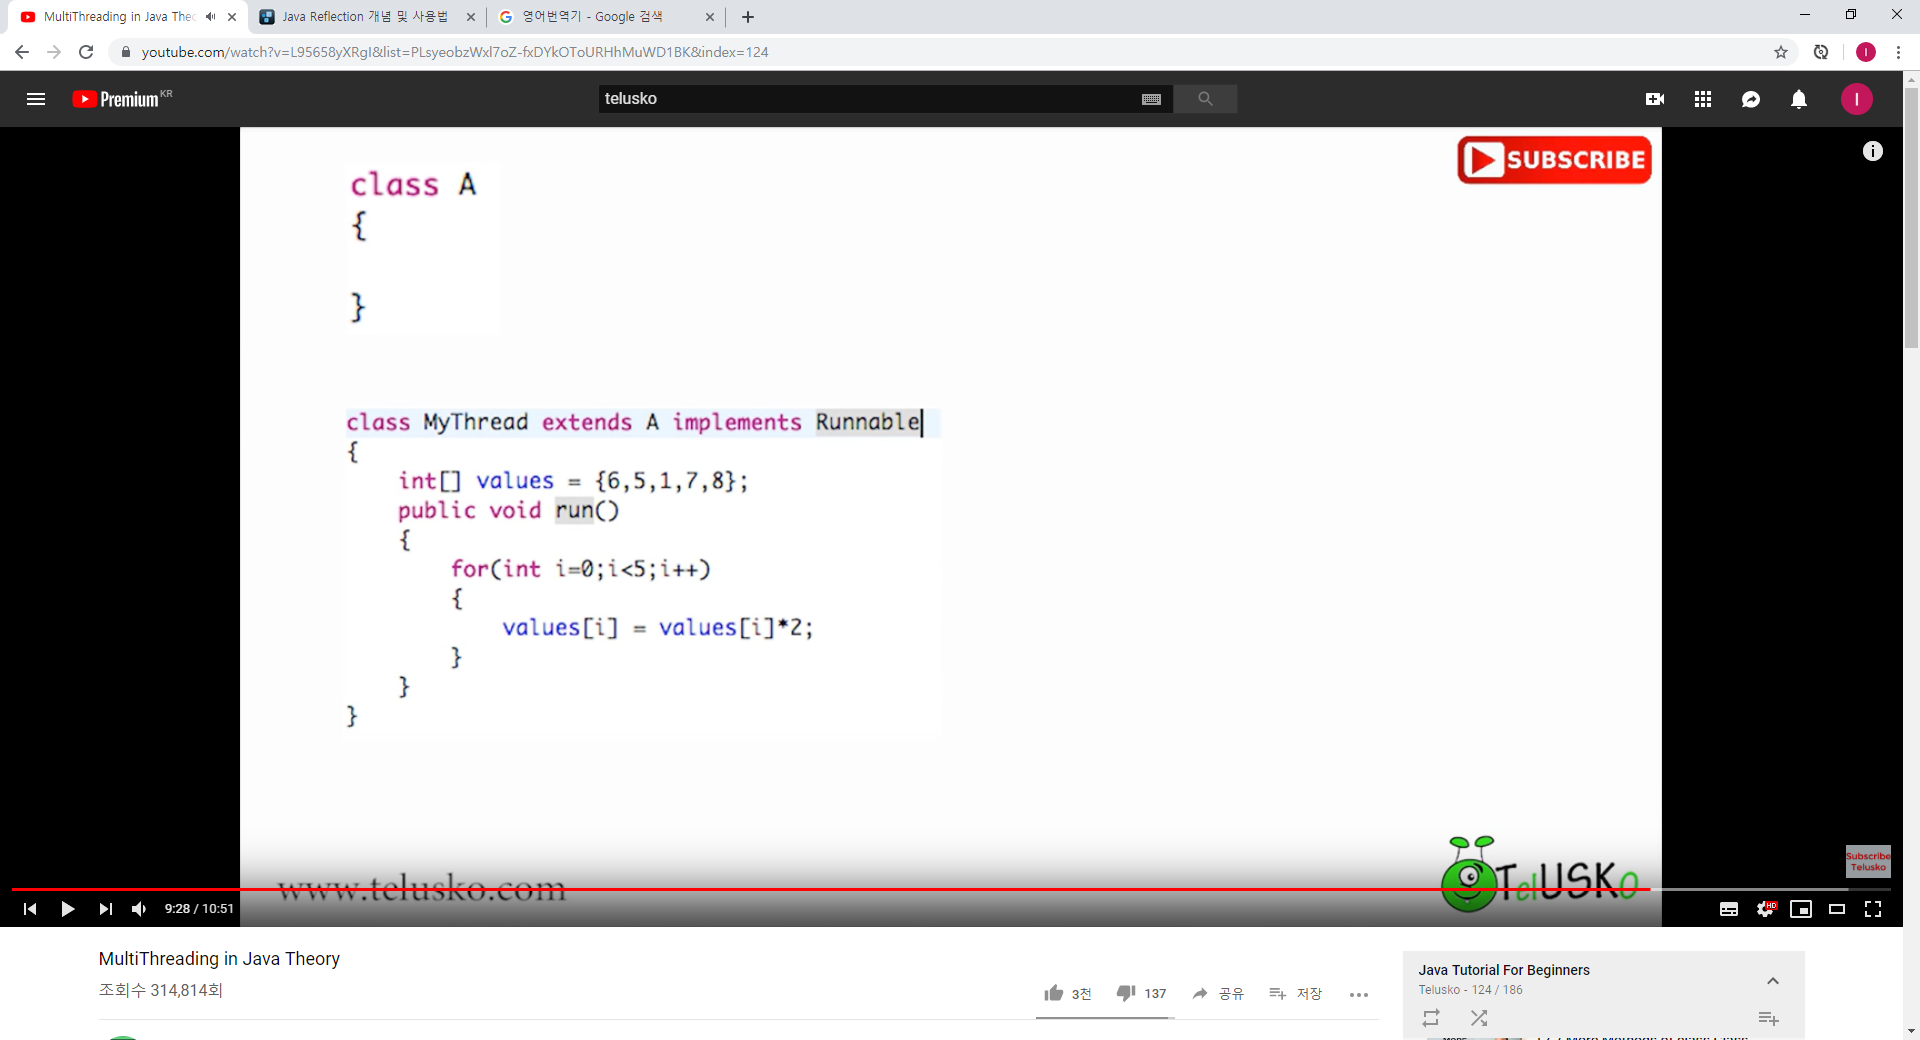 MultiThreading in Java Theo
Java Reflection 개념 및 사용법
영어번역기 - Google 검색
youtube.com/watch?v=L95658yXRgI&list=PLsyeobzWxl7oZ-fxDYkOToURHhMuWD1BK&index=124
Premium KR
telusko
I
SUBSCRIBE
class A
{
}
class MyThread extends A implements Runnable
{
int[] values = {6,5,1,7,8};
public void run()
{
for(int i=0;i<5;i++)
{
values[i] = values[i]*2;
}
}
}
Subscribe
Telusko
www.telusko.com
TelUSKo
9:28 / 10:51
HD
MultiThreading in Java Theory
조회수 314,814회
3천
137
공유
저장
Java Tutorial For Beginners
Telusko - 124 / 186